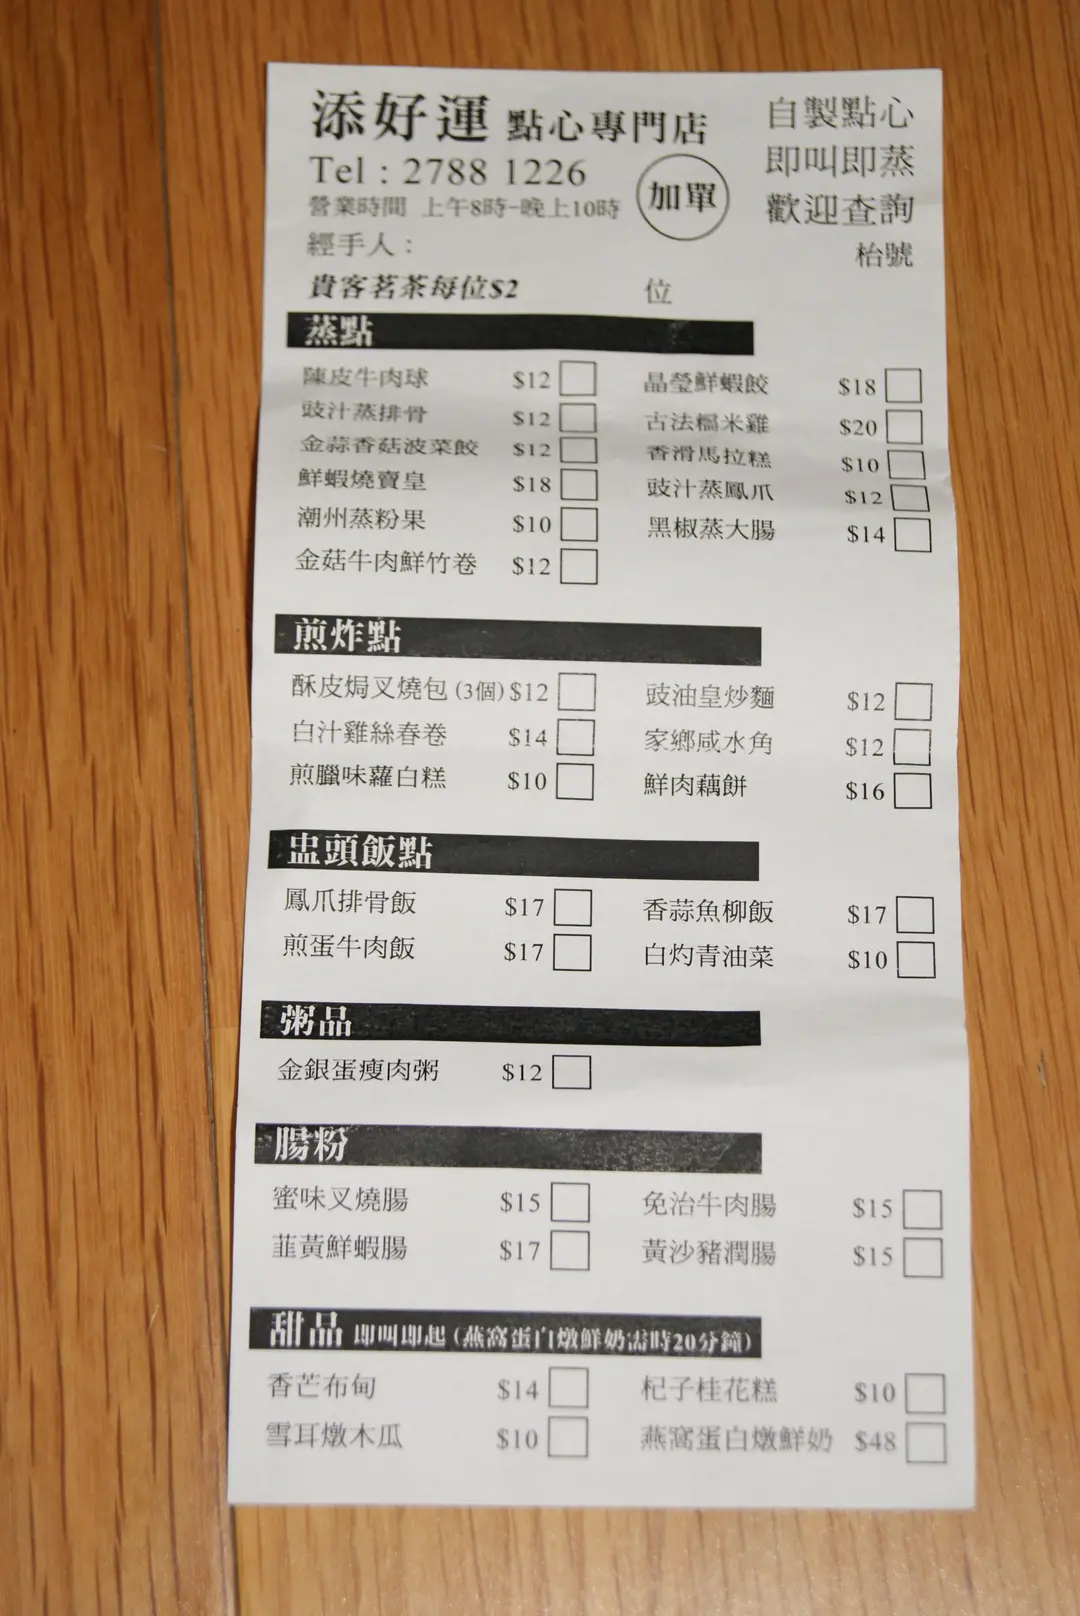 添好運 點心專門店
Tel : 2788 1226
營業時間 上午8時-晚上10時
經手人 :
加單
自製點心
即叫即蒸
歡迎查詢
枱號
貴客茗茶每位$2 位
蒸點
陳皮牛肉球 $12 晶瑩鮮蝦餃 $18
豉汁蒸排骨 $12 古法糯米雞 $20
金蒜香菇波菜餃 $12 香滑馬拉糕 $10
鮮蝦燒賣皇 $18 豉汁蒸鳳爪 $12
潮州蒸粉果 $10 黑椒蒸大腸 $14
金菇牛肉鮮竹卷 $12
煎炸點
酥皮焗叉燒包 (3個) $12 豉油皇炒麵 $12
白汁雞絲春卷 $14 家鄉咸水角 $12
煎臘味蘿白糕 $10 鮮肉藕餅 $16
盅頭飯點
鳳爪排骨飯 $17 香蒜魚柳飯 $17
煎蛋牛肉飯 $17 白灼青油菜 $10
粥品
金銀蛋瘦肉粥 $12
腸粉
蜜味叉燒腸 $15 免治牛肉腸 $15
韮黃鮮蝦腸 $17 黃沙豬潤腸 $15
甜品 即叫即起 (燕窩蛋白燉鮮奶需時20分鐘)
香芒布甸 $14 杞子桂花糕 $10
雪耳燉木瓜 $10 燕窩蛋白燉鮮奶 $48